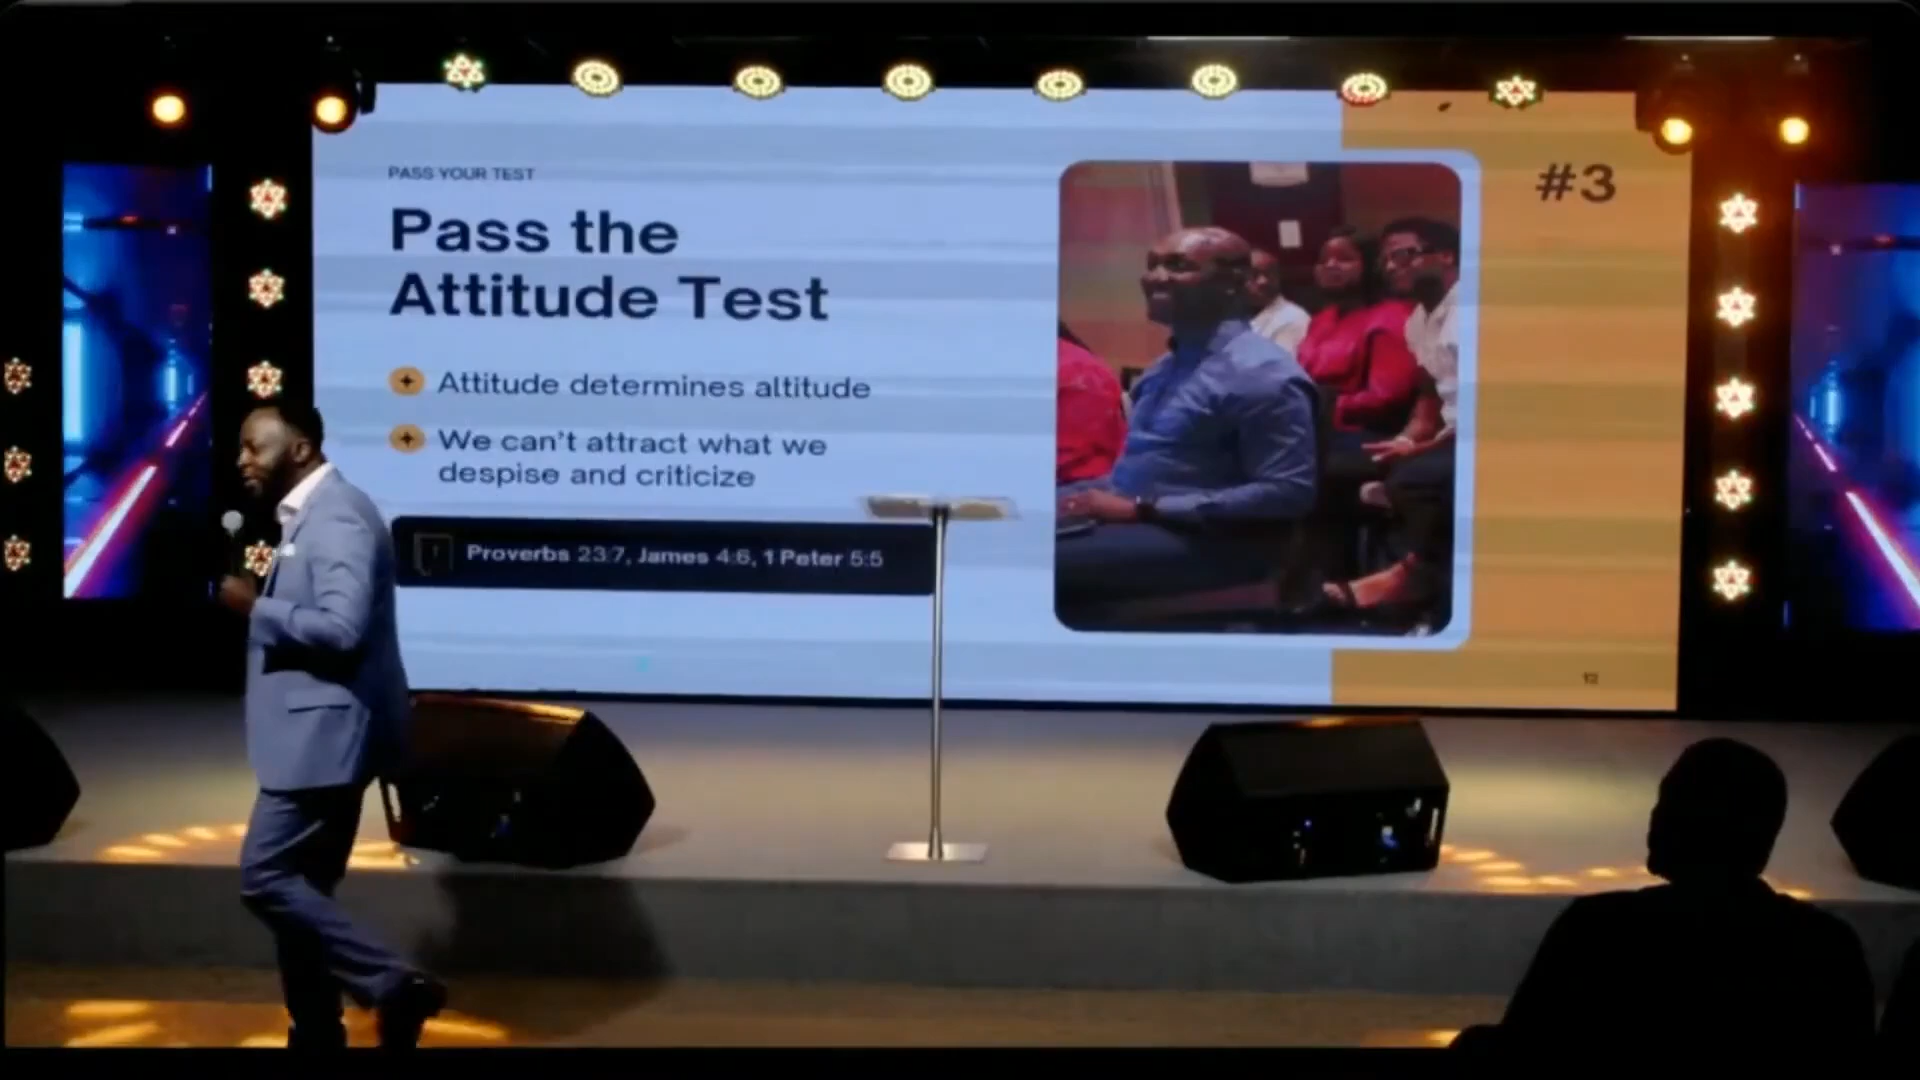 PASS YOUR TEST
Pass the
Attitude Test
Attitude determines altitude
We can't attract what we
despise and criticize
Proverbs 23:7, James 4:6, 1 Peter 5:5
#3
12